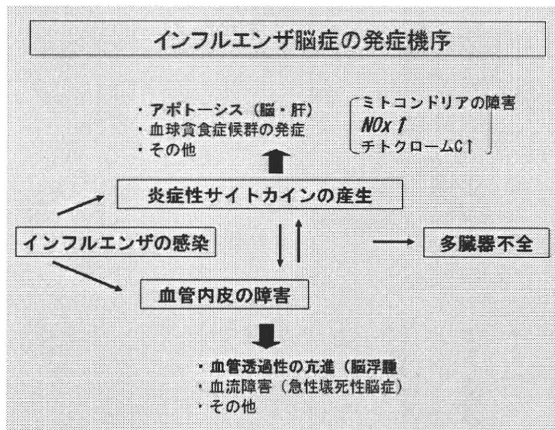 インフルエンザ脳症の発症機序
・アポトーシス（脳・肝）
・血球貪食症候群の発症
・その他
ミトコンドリアの障害
NOx↑
チトクロームC↑
炎症性サイトカインの産生
インフルエンザの感染
多臓器不全
血管内皮の障害
・血管透過性の亢進（脳浮腫
・血流障害（急性壊死性脳症）
・その他